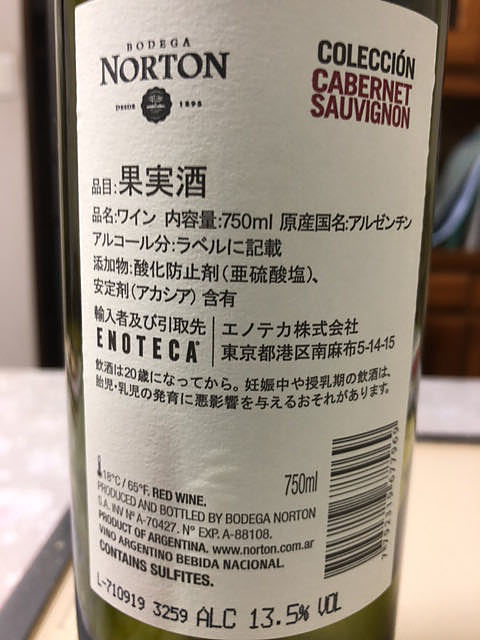 BODEGA
NORTON
DESDE 1895
COLECCIÓN
CABERNET
SAUVIGNON
品目:果実酒
品名:ワイン 内容量:750ml 原産国名:アルゼンチン
アルコール分:ラベルに記載
添加物:酸化防止剤(亜硫酸塩)、
安定剤(アカシア)含有
輸入者及び引取先
ENOTECA
エノテカ株式会社
東京都港区南麻布5-14-15
飲酒は20歳になってから。妊娠中や授乳期の飲酒は、
胎児・乳児の発育に悪影響を与えるおそれがあります。
18°C / 65°F. RED WINE.
PRODUCED AND BOTTLED BY BODEGA NORTON
S.A. INV Nº A-70427. Nº EXP. A-88108.
PRODUCT OF ARGENTINA. www.norton.com.ar
VINO ARGENTINO BEBIDA NACIONAL.
CONTAINS SULFITES.
750ml
L-710919 3259 ALC 13.5% VOL